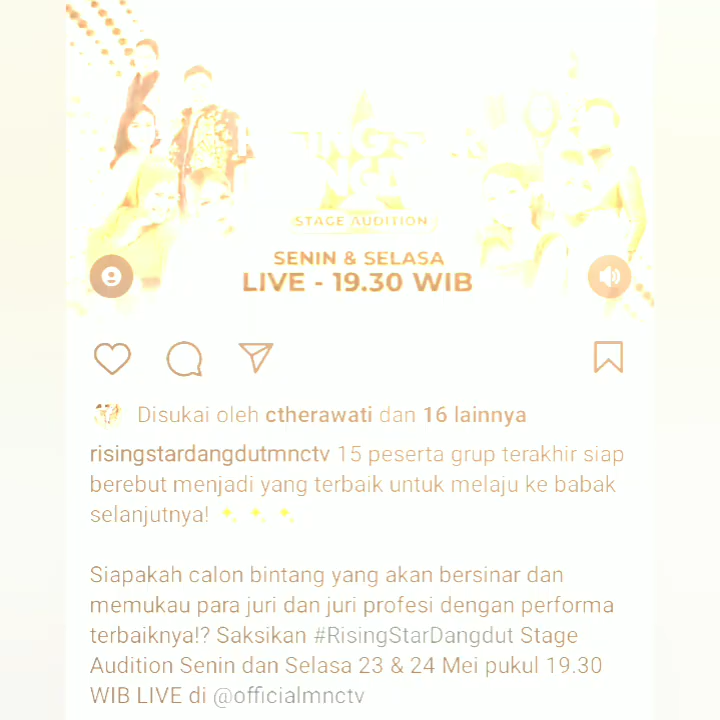 STAGE AUDITION
SENIN & SELASA
LIVE - 19.30 WIB
Disukai oleh ctherawati dan 16 lainnya
risingstardangdutmnctv 15 peserta grup terakhir siap
berebut menjadi yang terbaik untuk melaju ke babak
selanjutnya!
Siapakah calon bintang yang akan bersinar dan
memukau para juri dan juri profesi dengan performa
terbaiknya!? Saksikan #RisingStarDangdut Stage
Audition Senin dan Selasa 23 & 24 Mei pukul 19.30
WIB LIVE di @officialmnctv